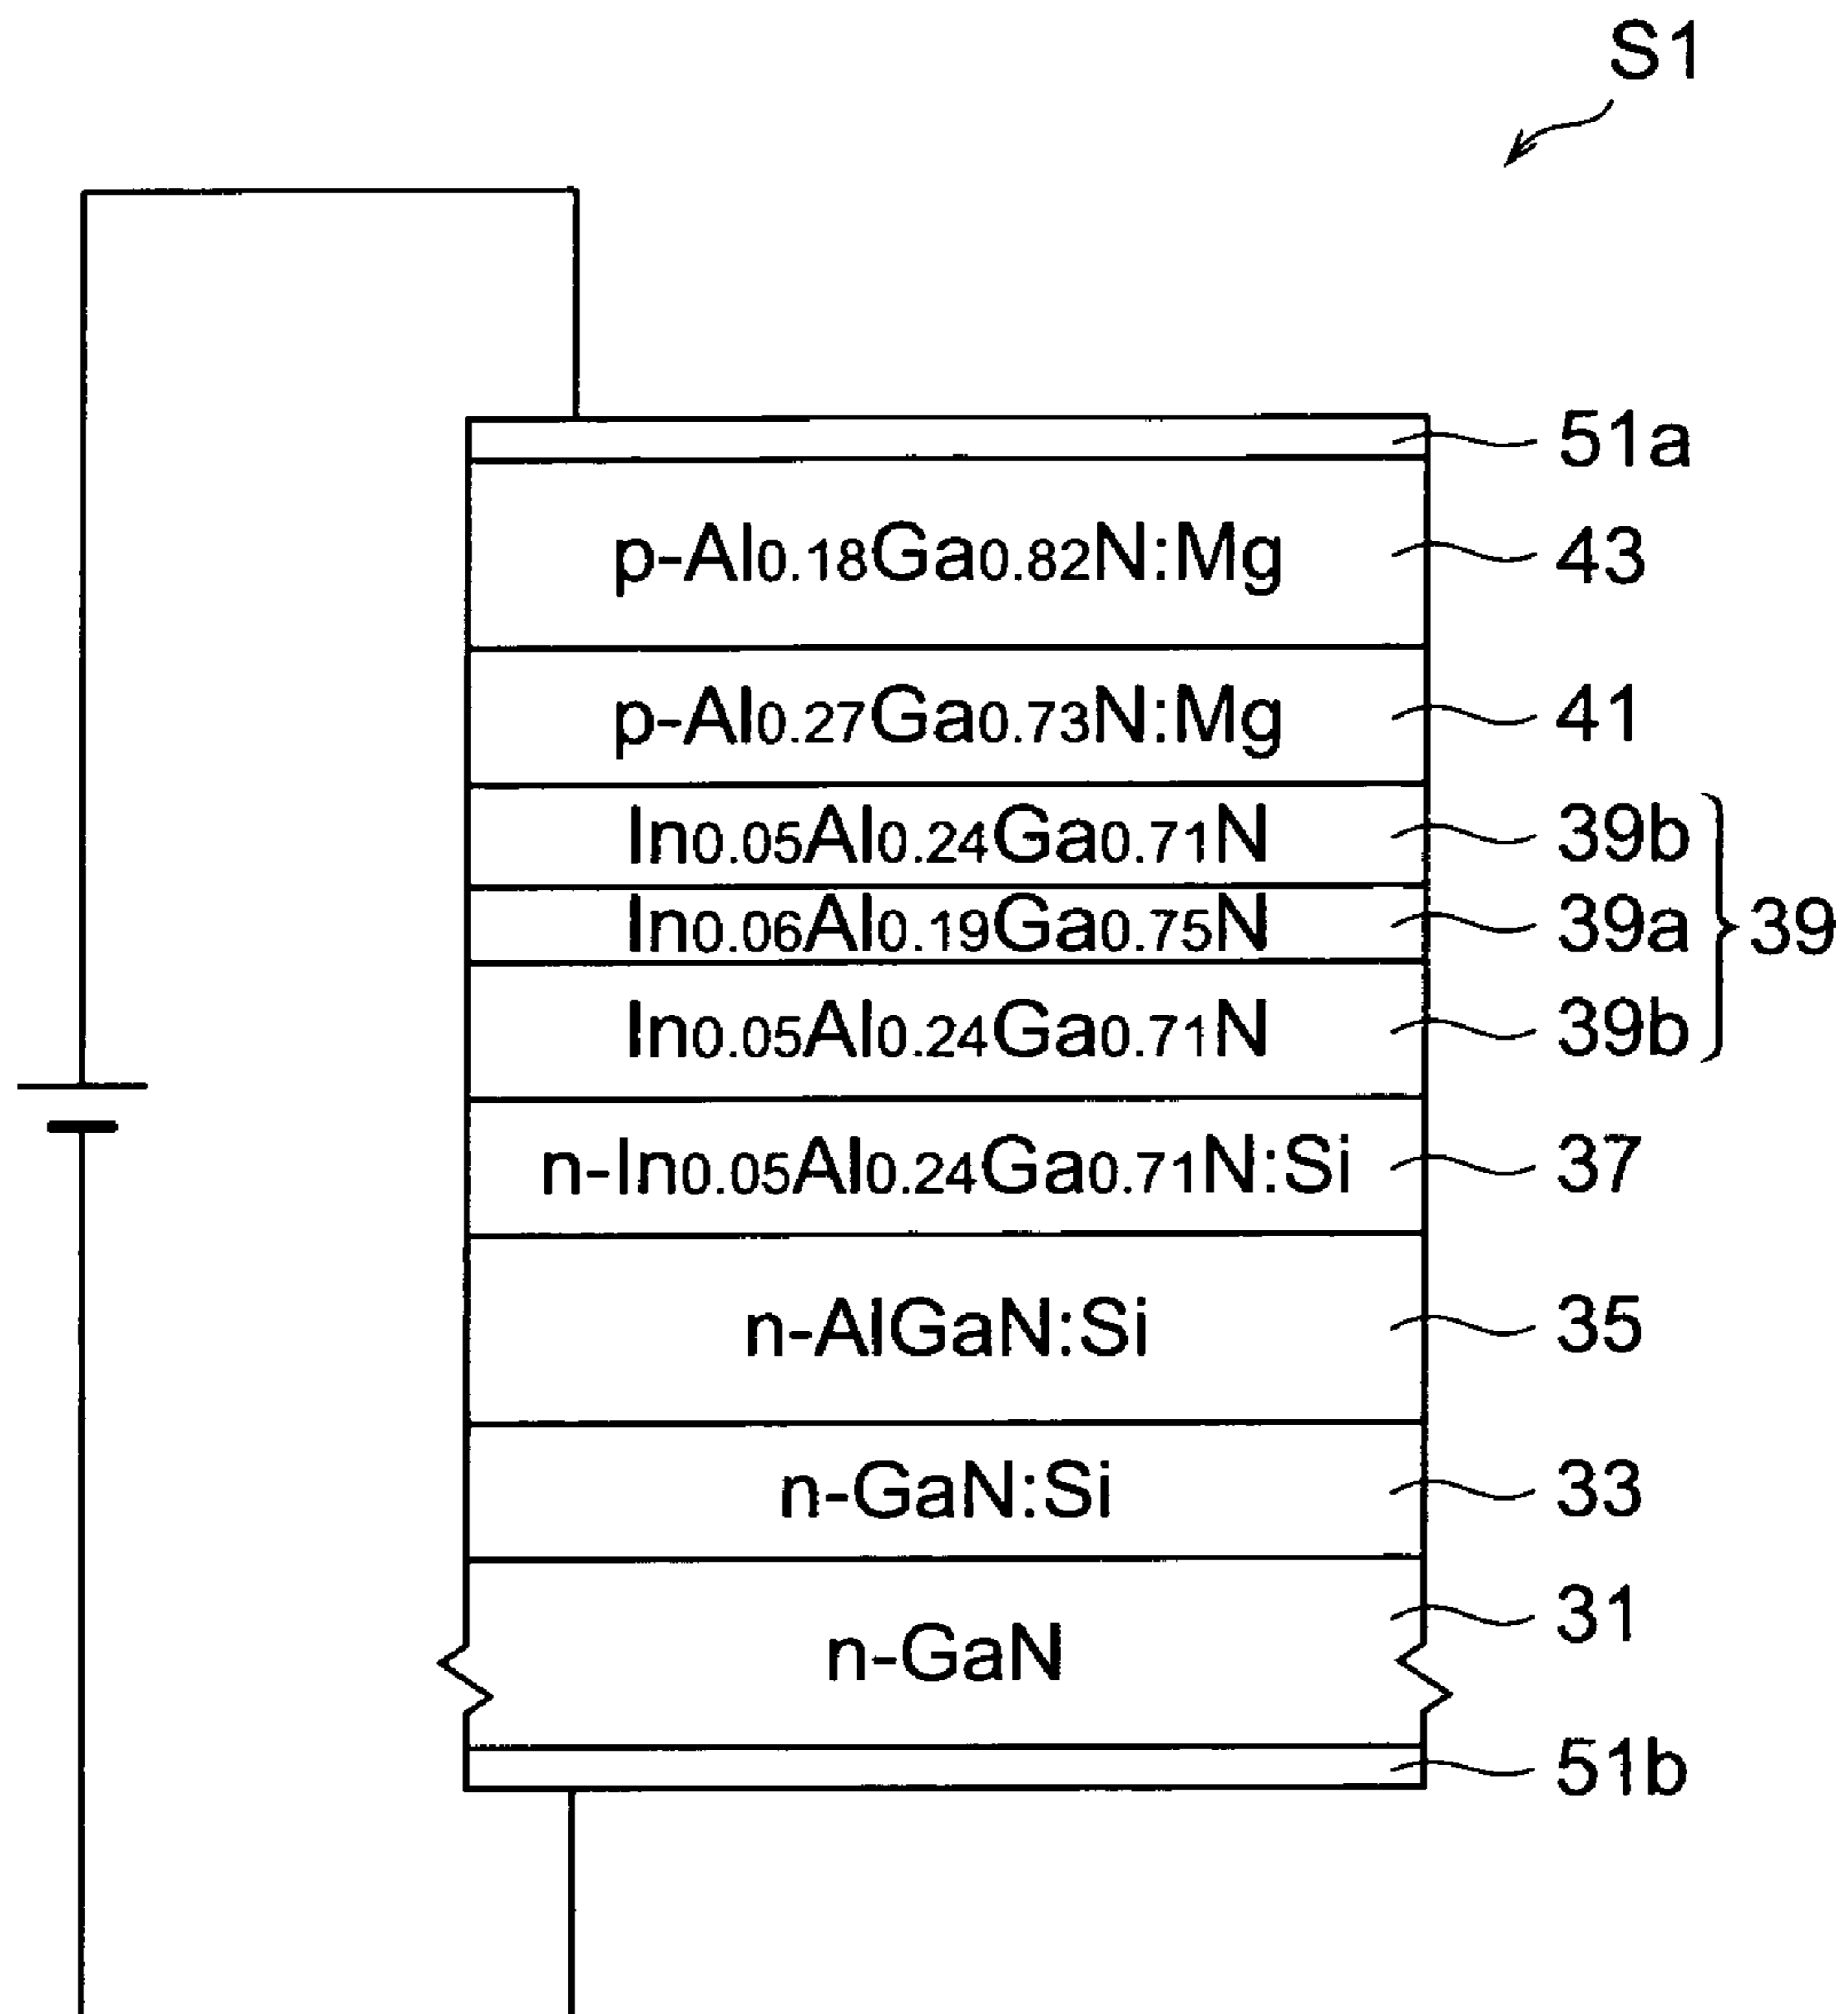 S1
51a
p-Al0.18Ga0.82N:Mg 43
p-Al0.27Ga0.73N:Mg 41
In0.05Al0.24Ga0.71N 39b
In0.06Al0.19Ga0.75N 39a 39
In0.05Al0.24Ga0.71N 39b
n-In0.05Al0.24Ga0.71N:Si 37
n-AlGaN:Si 35
n-GaN:Si 33
31
n-GaN
51b